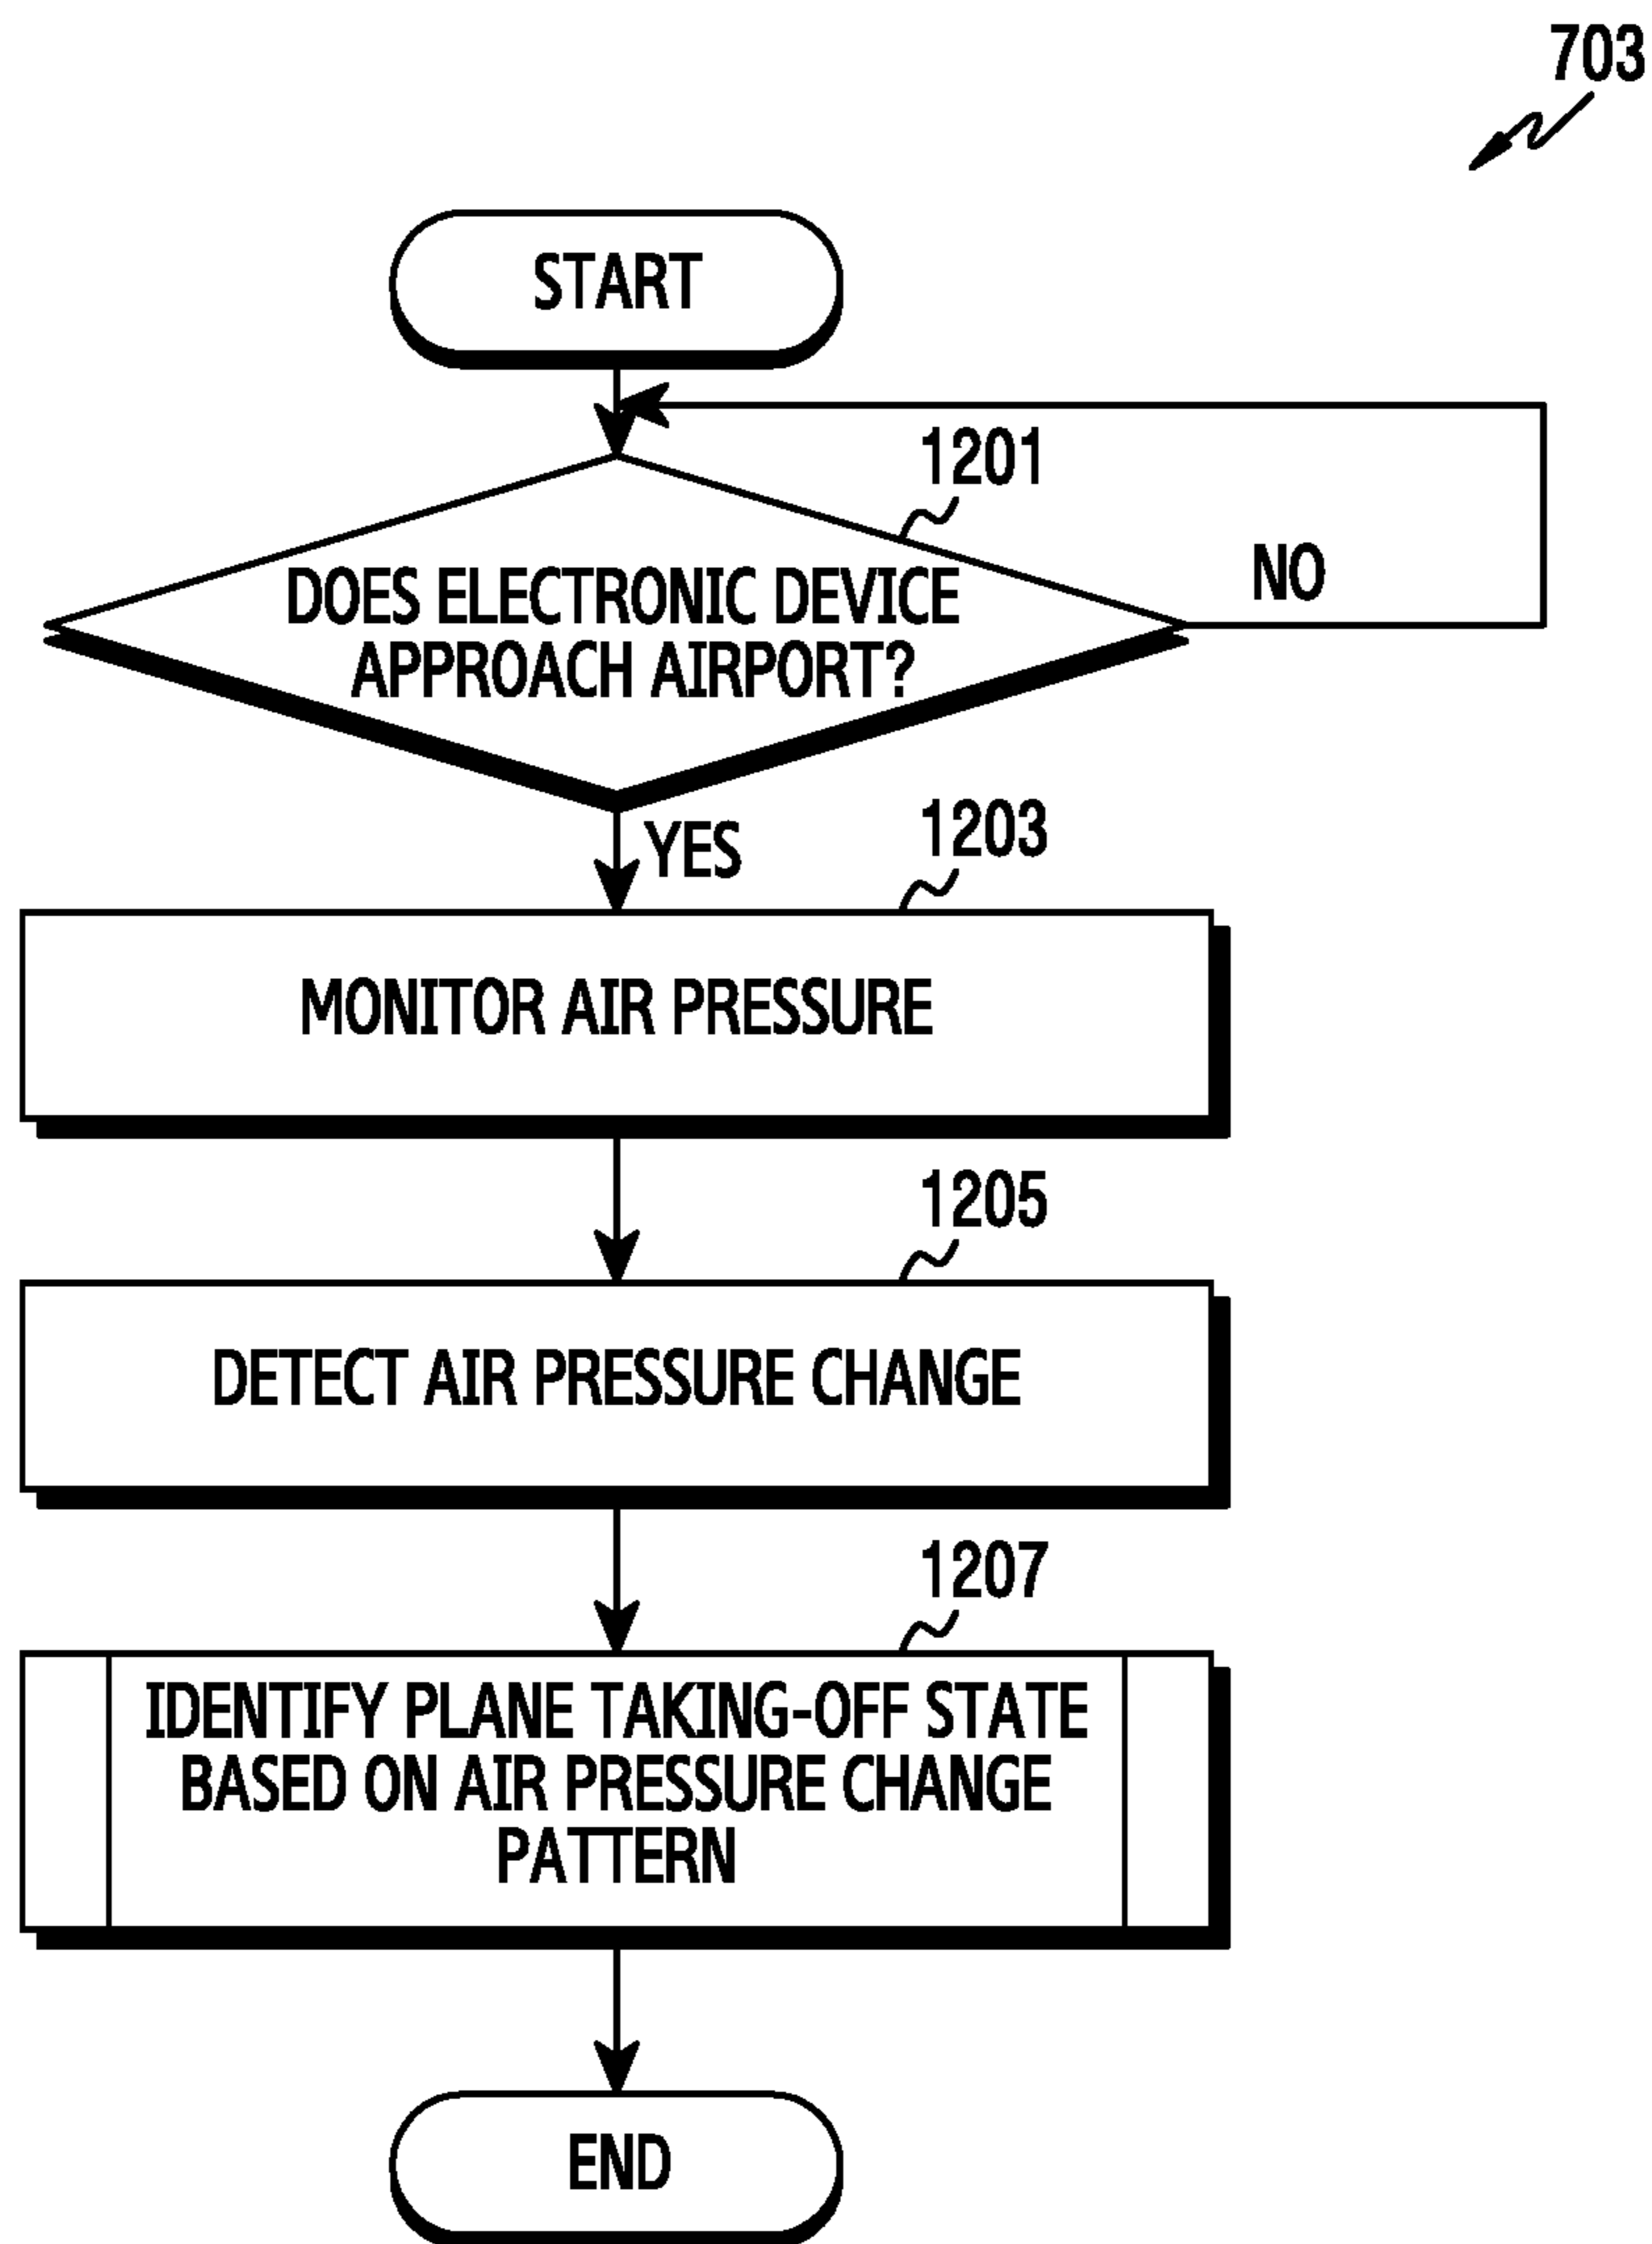 703
START
1201
DOES ELECTRONIC DEVICE
APPROACH AIRPORT?
NO
YES
1203
MONITOR AIR PRESSURE
1205
DETECT AIR PRESSURE CHANGE
1207
IDENTIFY PLANE TAKING-OFF STATE
BASED ON AIR PRESSURE CHANGE
PATTERN
END